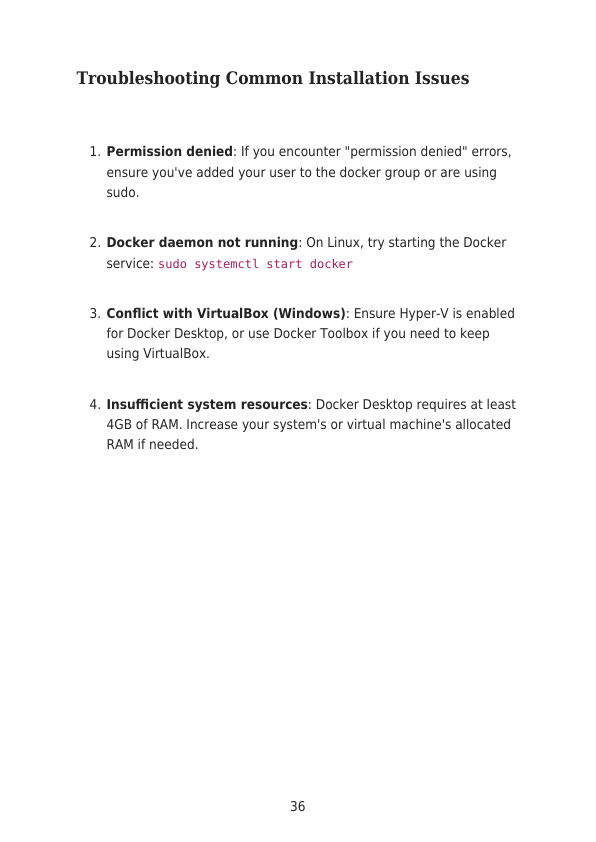 Troubleshooting Common Installation Issues
1. Permission denied: If you encounter "permission denied" errors,
ensure you've added your user to the docker group or are using
sudo.
2. Docker daemon not running: On Linux, try starting the Docker
service: sudo systemctl start docker
3. Conflict with VirtualBox (Windows): Ensure Hyper-V is enabled
for Docker Desktop, or use Docker Toolbox if you need to keep
using VirtualBox.
4. Insufficient system resources: Docker Desktop requires at least
4GB of RAM. Increase your system's or virtual machine's allocated
RAM if needed.
36